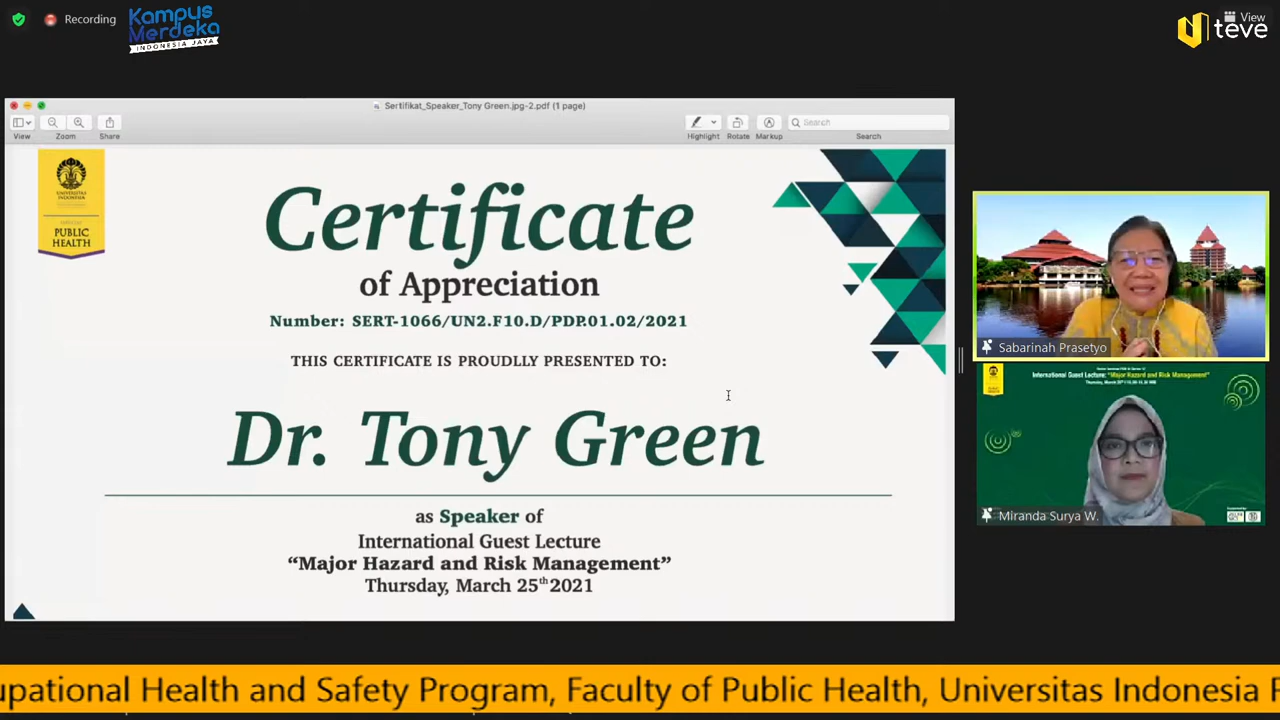 Recording
Kampus
Merdeka
INDONESIA JAYA
View
teve
Sertifikat_Speaker_Tony Green.jpg-2.pdf (1 page)
View
Zoom
Share
Highlight
Rotate
Markup
Search
Search
UNIVERSITAS
INDONESIA
PUBLIC
HEALTH
Certificate
of Appreciation
Number: SERT-1066/UN2.F10.D/PDP.01.02/2021
THIS CERTIFICATE IS PROUDLLY PRESENTED TO:
Dr. Tony Green
as Speaker of
International Guest Lecture
“Major Hazard and Risk Management”
Thursday, March 25th 2021
Sabarinah Prasetyo
International Guest Lecture: "Major Hazard and Risk Management"
Miranda Surya W.
upational Health and Safety Program, Faculty of Public Health, Universitas Indonesia